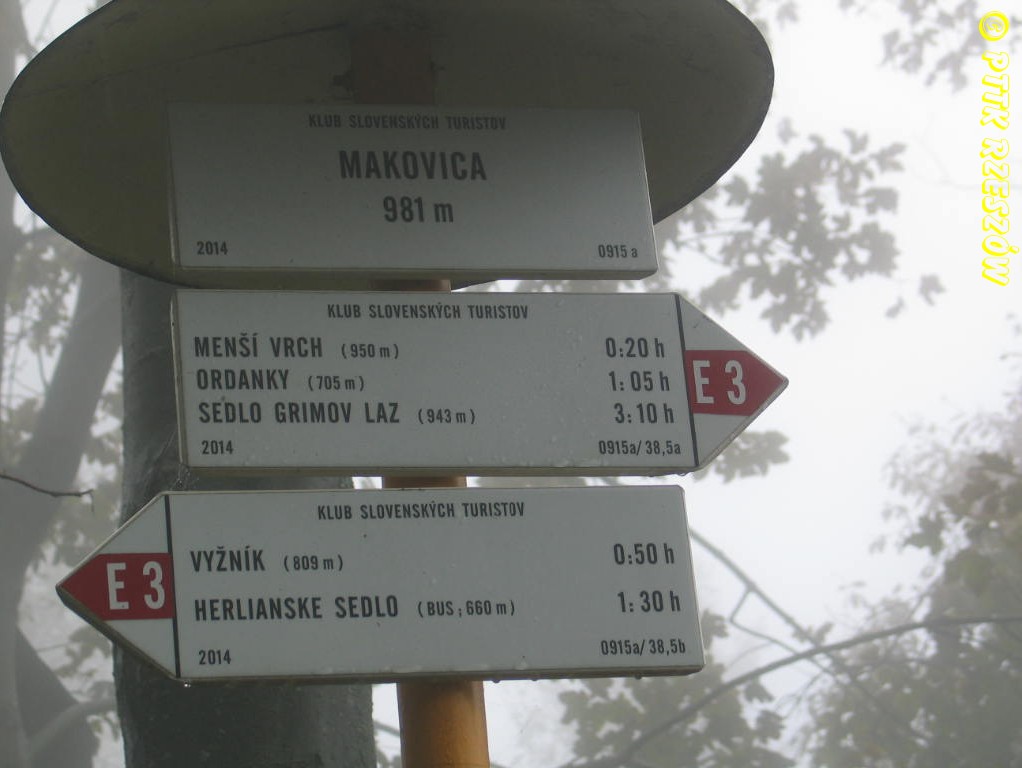 KLUB SLOVENSKÝCH TURISTOV
MAKOVICA
981 m
2014 0915 a
KLUB SLOVENSKÝCH TURISTOV
MENŠÍ VRCH (950 m) 0:20 h
ORDANKY (705 m) 1:05 h
SEDLO GRIMOV LAZ (943 m) 3:10 h
2014 0915a/38,5a
E 3
KLUB SLOVENSKÝCH TURISTOV
VYŽNÍK (809 m) 0:50 h
HERLIANSKE SEDLO (BUS; 660 m) 1:30 h
2014 0915a/38,5b
E 3
© PTTK RZESZÓW